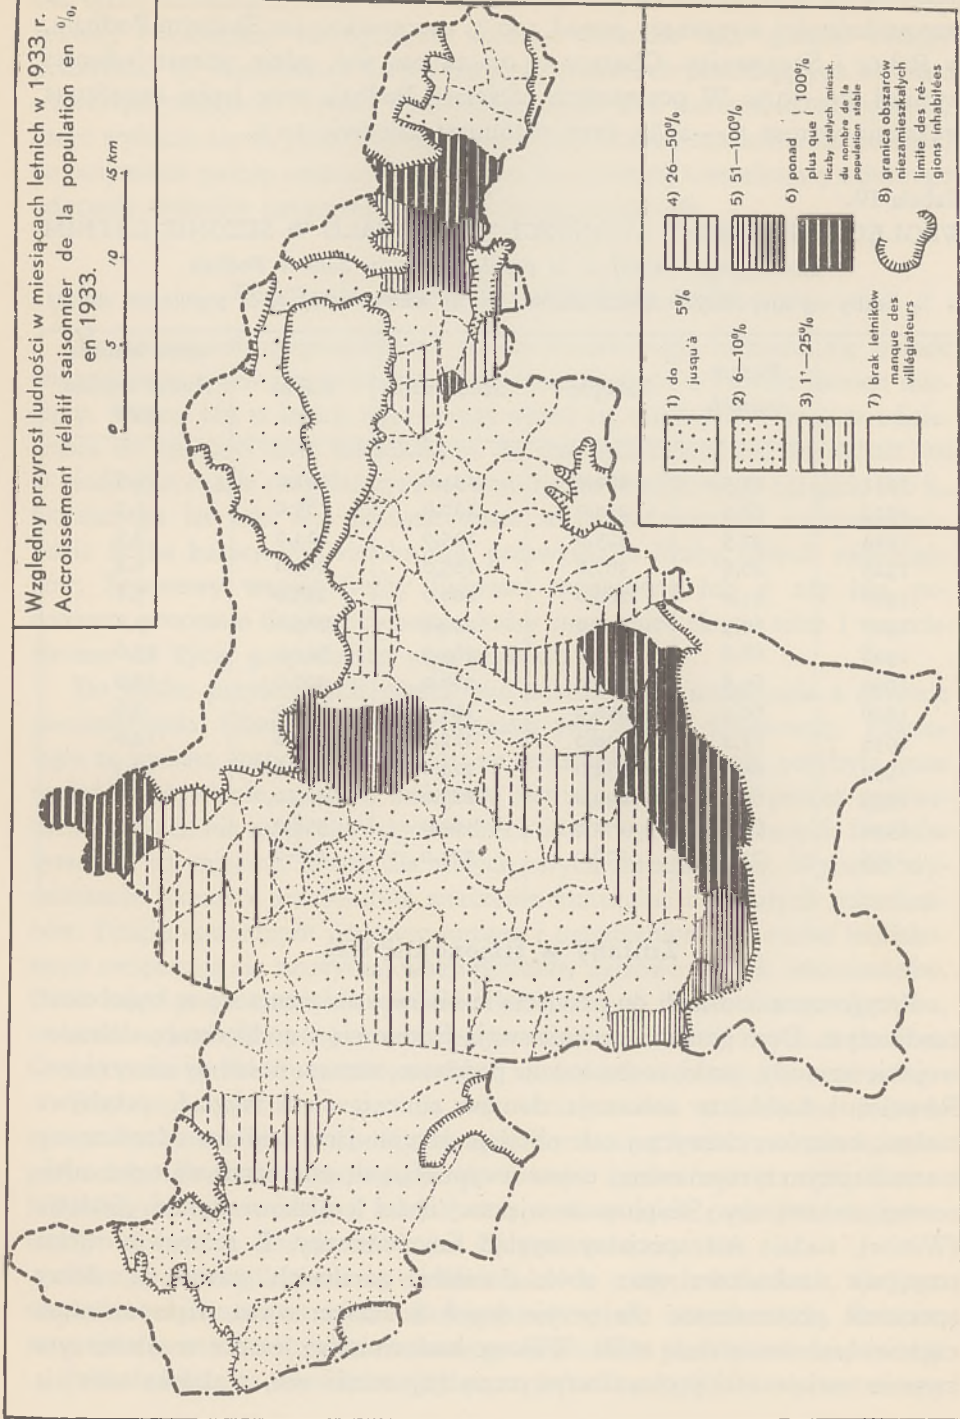 Względny przyrost ludności w miesiącach letnich w 1933 r.
Accroissement rélatif saisonnier de la population en %,
en 1933.
0 5 10 15 km
1) do 5%
jusqu'à
2) 6—10%
3) 1'—25%
7) brak letników
manque des
villégiateurs
4) 26—50%
5) 51—100%
6) ponad 100%
plus que
liczby stałych mieszk.
du nombre de la
population stable
8) granica obszarów
niezamieszkałych
limite des ré-
gions inhabitées